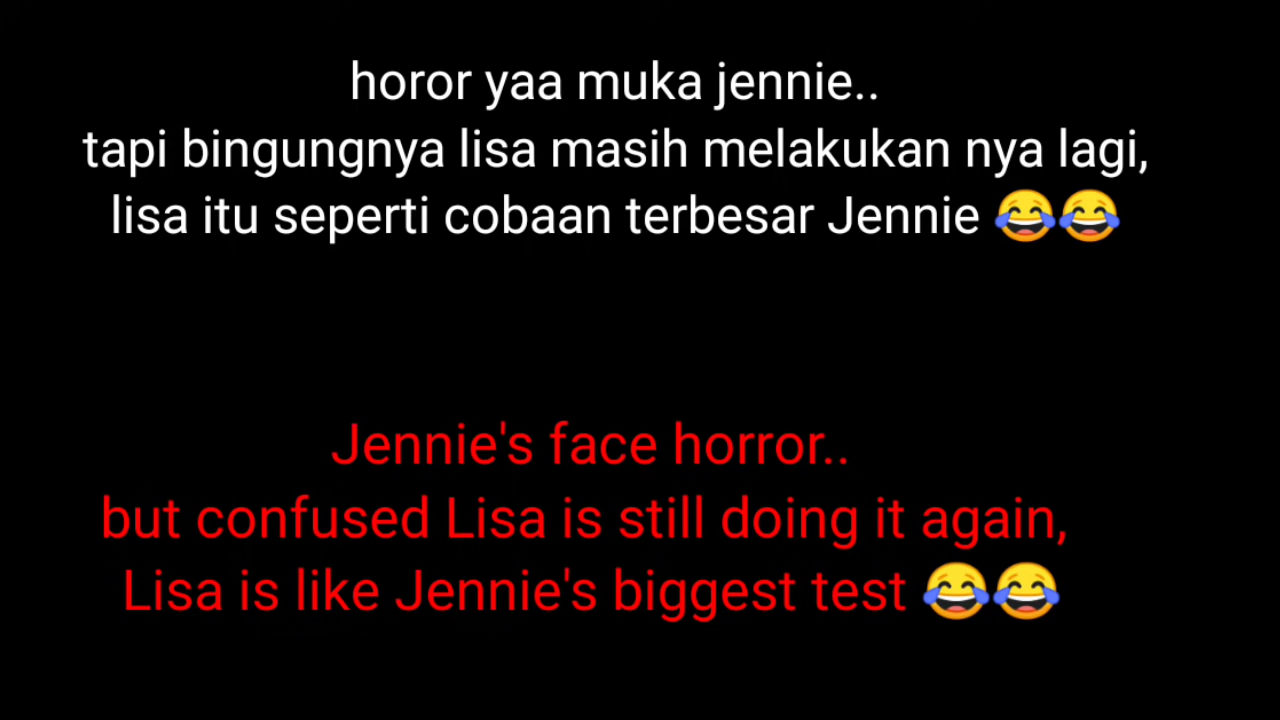 horor yaa muka jennie..
tapi bingungnya lisa masih melakukan nya lagi,
lisa itu seperti cobaan terbesar Jennie 😂😂
Jennie's face horror..
but confused Lisa is still doing it again,
Lisa is like Jennie's biggest test 😂😂